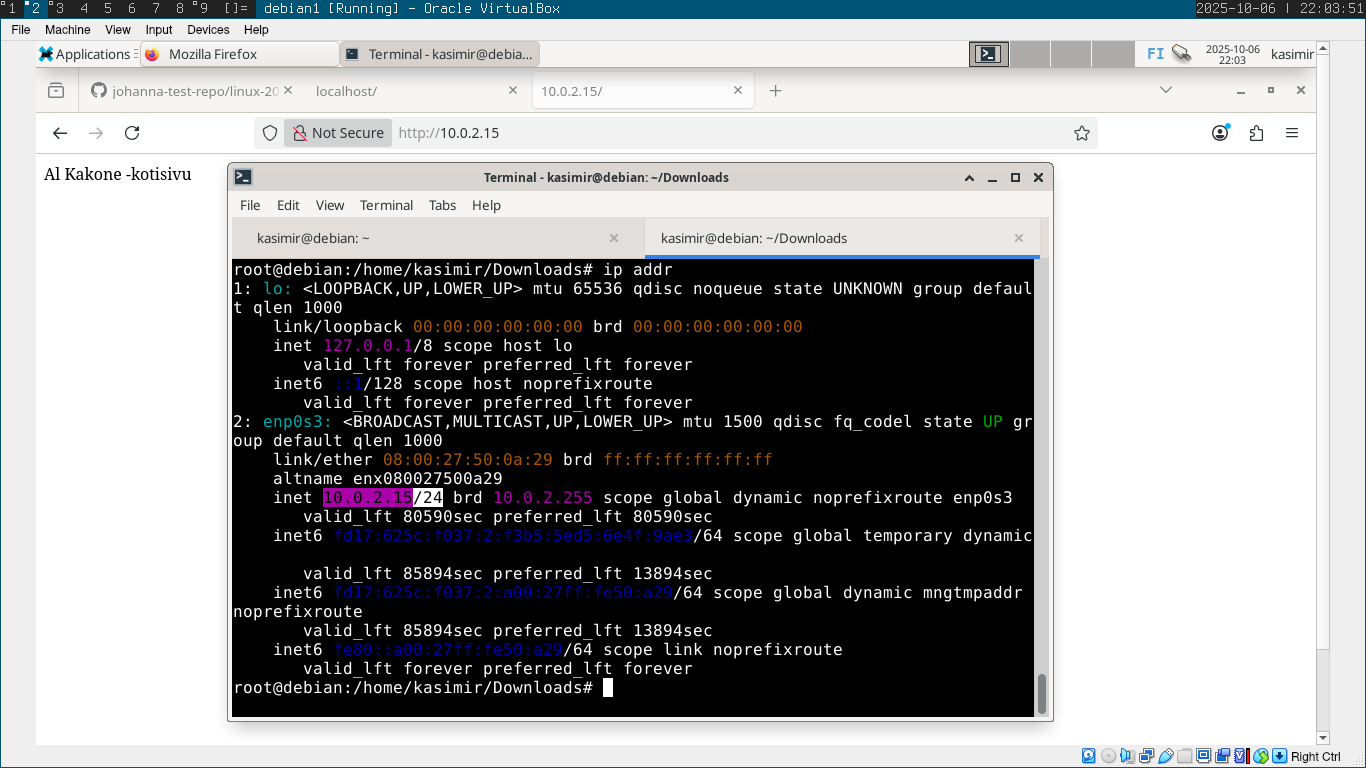 1 2 3 4 5 6 7 8 9 []= debian1 [Running] - Oracle VirtualBox 2025-10-06 | 22:03:51
File Machine View Input Devices Help
Applications Mozilla Firefox Terminal - kasimir@debia... FI 2025-10-06 22:03 kasimir
johanna-test-repo/linux-20 localhost/ 10.0.2.15/
Not Secure http://10.0.2.15
Al Kakone -kotisivu
Terminal - kasimir@debian: ~/Downloads
File Edit View Terminal Tabs Help
kasimir@debian: ~ kasimir@debian: ~/Downloads
root@debian:/home/kasimir/Downloads# ip addr
1: lo: <LOOPBACK,UP,LOWER_UP> mtu 65536 qdisc noqueue state UNKNOWN group defaul
t qlen 1000
link/loopback 00:00:00:00:00:00 brd 00:00:00:00:00:00
inet 127.0.0.1/8 scope host lo
valid_lft forever preferred_lft forever
inet6 ::1/128 scope host noprefixroute
valid_lft forever preferred_lft forever
2: enp0s3: <BROADCAST,MULTICAST,UP,LOWER_UP> mtu 1500 qdisc fq_codel state UP gr
oup default qlen 1000
link/ether 08:00:27:50:0a:29 brd ff:ff:ff:ff:ff:ff
altname enx080027500a29
inet 10.0.2.15/24 brd 10.0.2.255 scope global dynamic noprefixroute enp0s3
valid_lft 80590sec preferred_lft 80590sec
inet6 fd17:625c:f037:2:f3b5:5ed5:6e4f:9ae3/64 scope global temporary dynamic
valid_lft 85894sec preferred_lft 13894sec
inet6 fd17:625c:f037:2:a00:27ff:fe50:a29/64 scope global dynamic mngtmpaddr
noprefixroute
valid_lft 85894sec preferred_lft 13894sec
inet6 fe80::a00:27ff:fe50:a29/64 scope link noprefixroute
valid_lft forever preferred_lft forever
root@debian:/home/kasimir/Downloads#
Right Ctrl